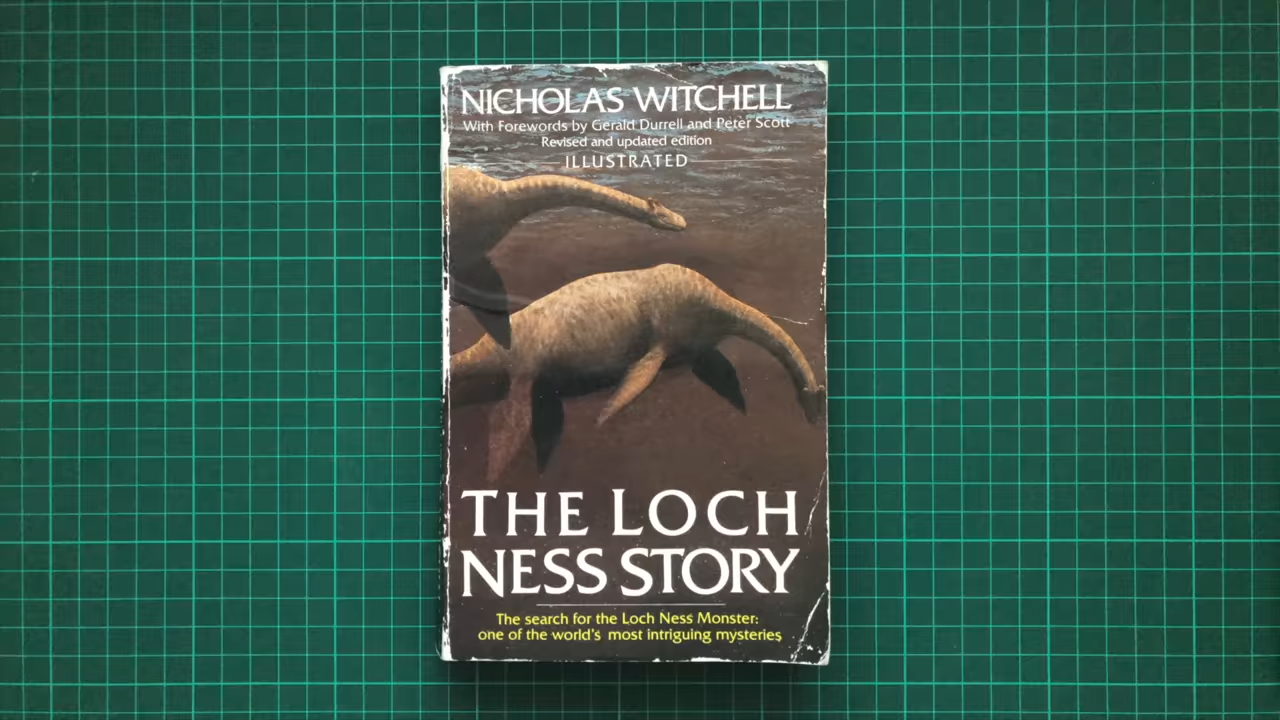 NICHOLAS WITCHELL
With Forewords by Gerald Durrell and Peter Scott
Revised and updated edition
ILLUSTRATED
THE LOCH
NESS STORY
The search for the Loch Ness Monster:
one of the world's most intriguing mysteries